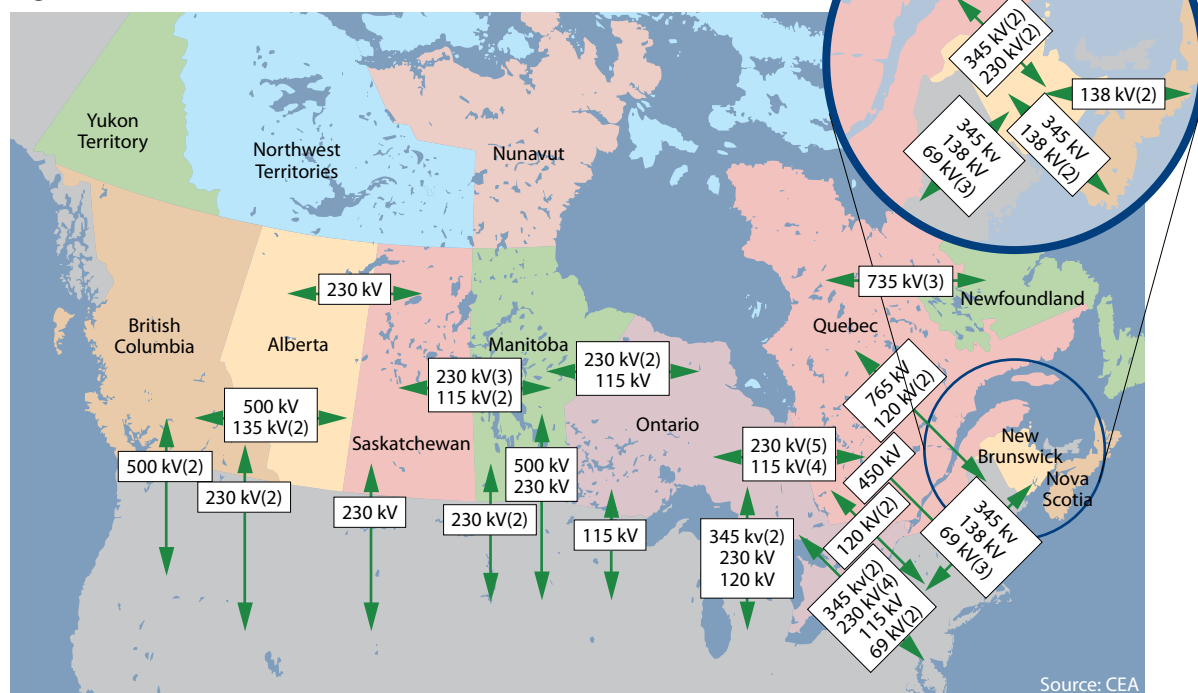 345 kV(2)
230 kV(2)
138 kV(2)
345 kv
138 kV
69 kV(3)
345 kV
138 kV(2)
Yukon
Territory
Northwest
Territories
Nunavut
British
Columbia
Alberta
Saskatchewan
Manitoba
Ontario
Quebec
Newfoundland
New
Brunswick
Nova
Scotia
735 kV(3)
230 kV
230 kV(3)
115 kV(2)
230 kV(2)
115 kV
500 kV
135 kV(2)
500 kV(2)
230 kV(2)
230 kV
230 kV(2)
500 kV
230 kV
115 kV
230 kV(5)
115 kV(4)
345 kv(2)
230 kV
120 kV
765 kV
120 kV(2)
450 kV
120 kV(2)
345 kV(2)
230 kV(4)
115 kV
69 kV(2)
345 kv
138 kV
69 kV(3)
Source: CEA